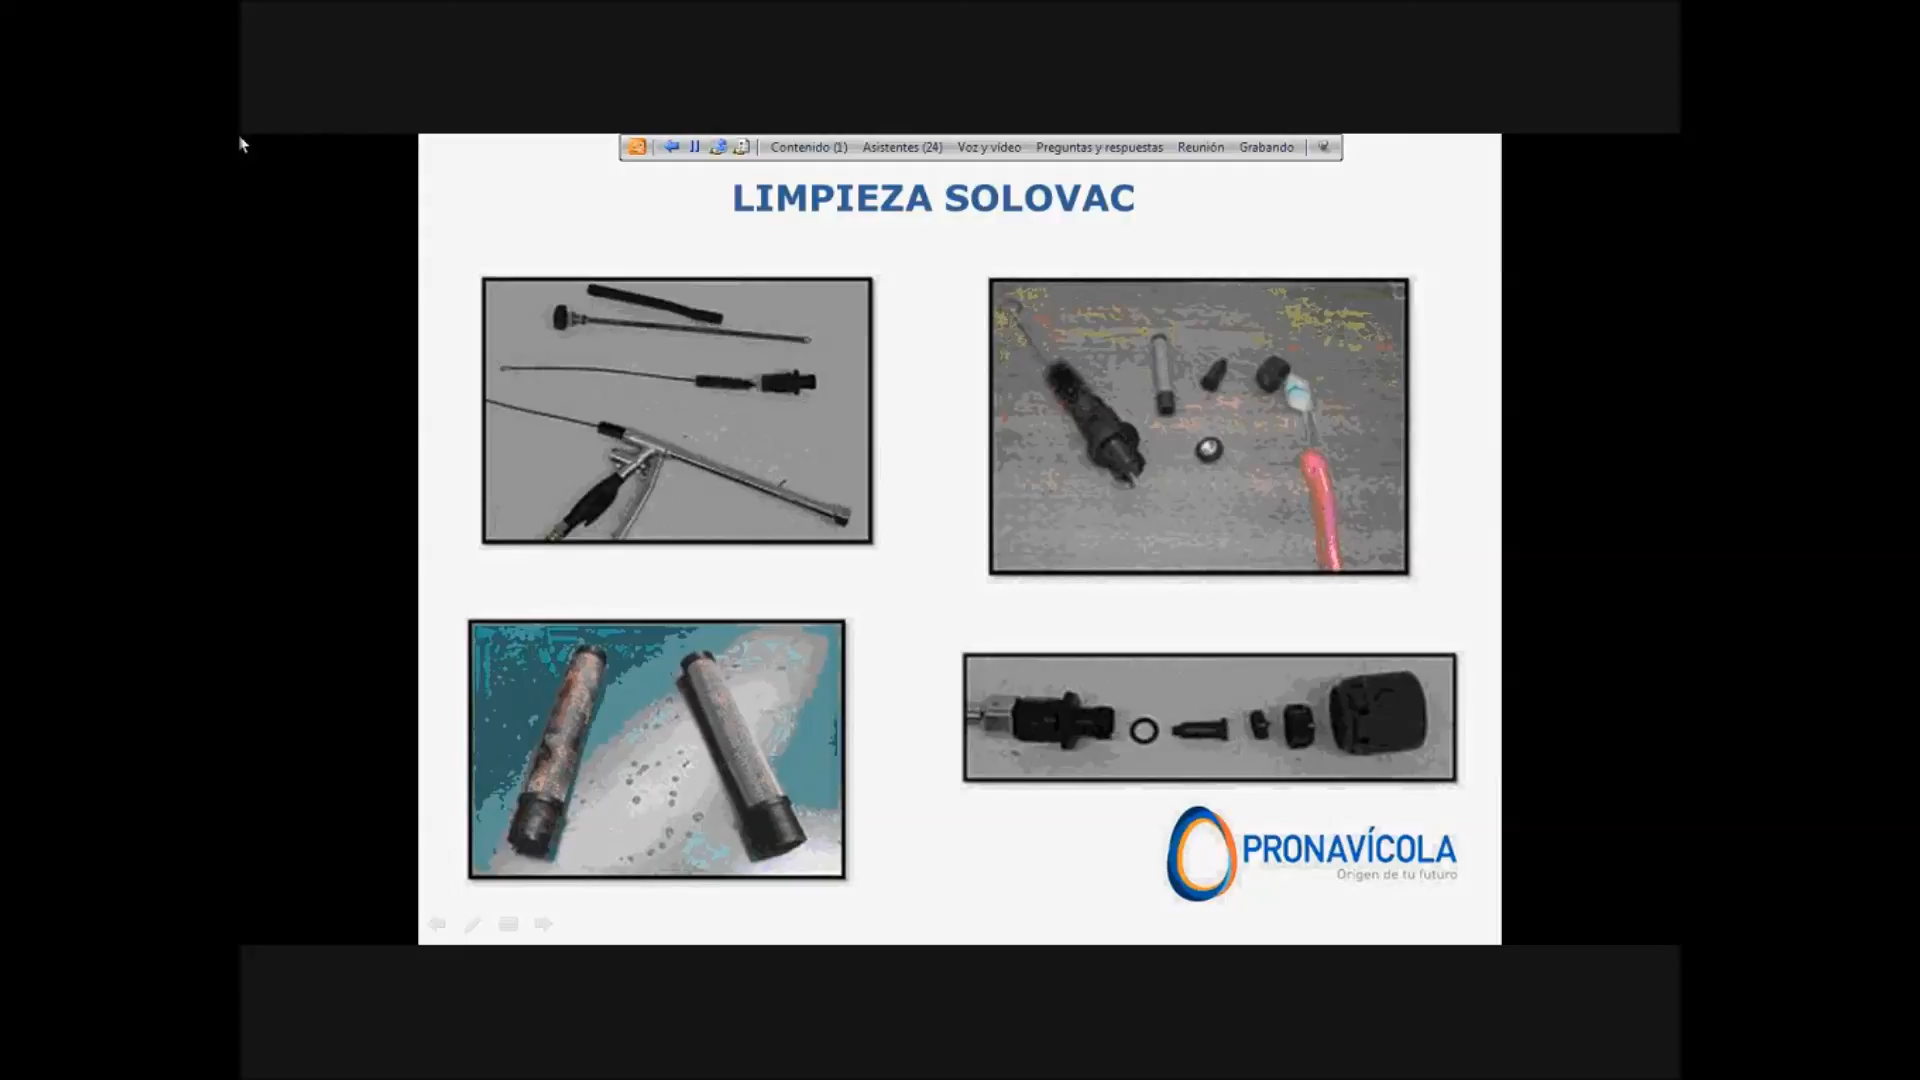 Contenido (1) Asistentes (24) Voz y vídeo Preguntas y respuestas Reunión Grabando
LIMPIEZA SOLOVAC
PRONAVÍCOLA
Origen de tu futuro